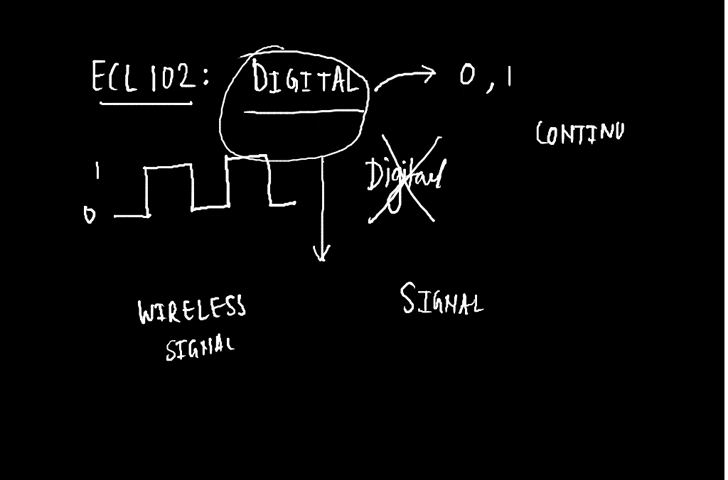 ECL 102: DIGITAL → 0, 1
CONTINU
1
0
Digital
SIGNAL
WIRELESS
SIGNAL